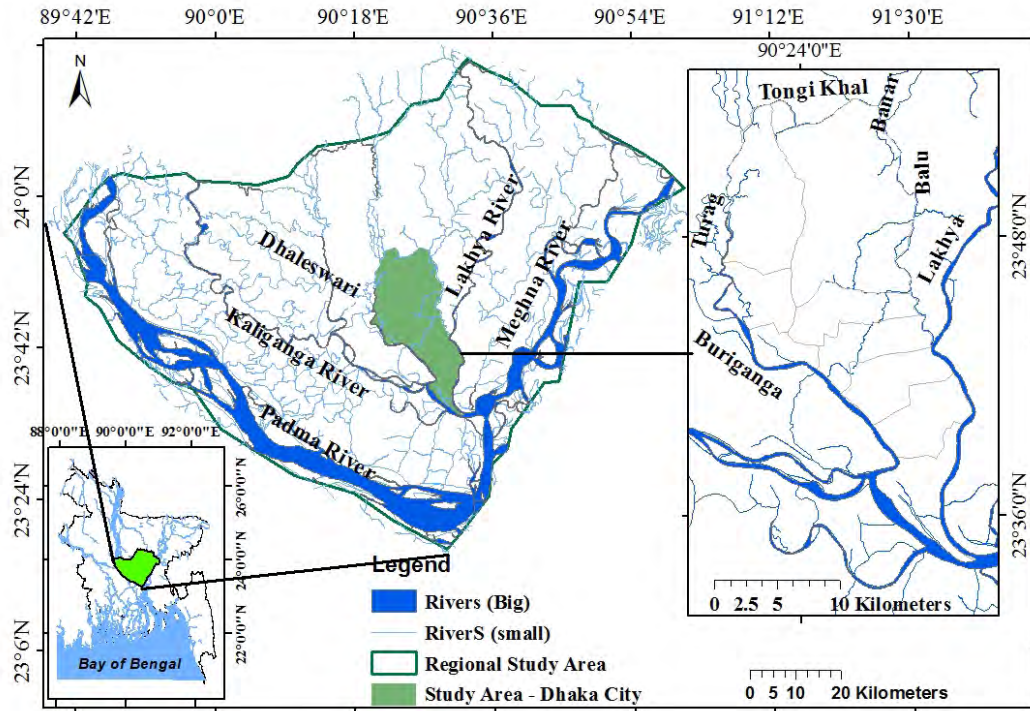 89°42'E 90°0'E 90°18'E 90°36'E 90°54'E 91°12'E 91°30'E
90°24'0"E
N
24°0'N
23°42'N
23°24'N
23°6'N
Dhaleswari
Kaliganga River
Padma River
Lakhya River
Meghna River
Tongi Khal
Banar
Balu
Turag
Lakhya
Buriganga
23°48'0"N
23°36'0"N
0 2.5 5 10 Kilometers
88°0'0"E 90°0'0"E 92°0'0"E
26°0'0"N
24°0'0"N
22°0'0"N
Bay of Bengal
Legend
Rivers (Big)
RiverS (small)
Regional Study Area
Study Area - Dhaka City
0 5 10 20 Kilometers